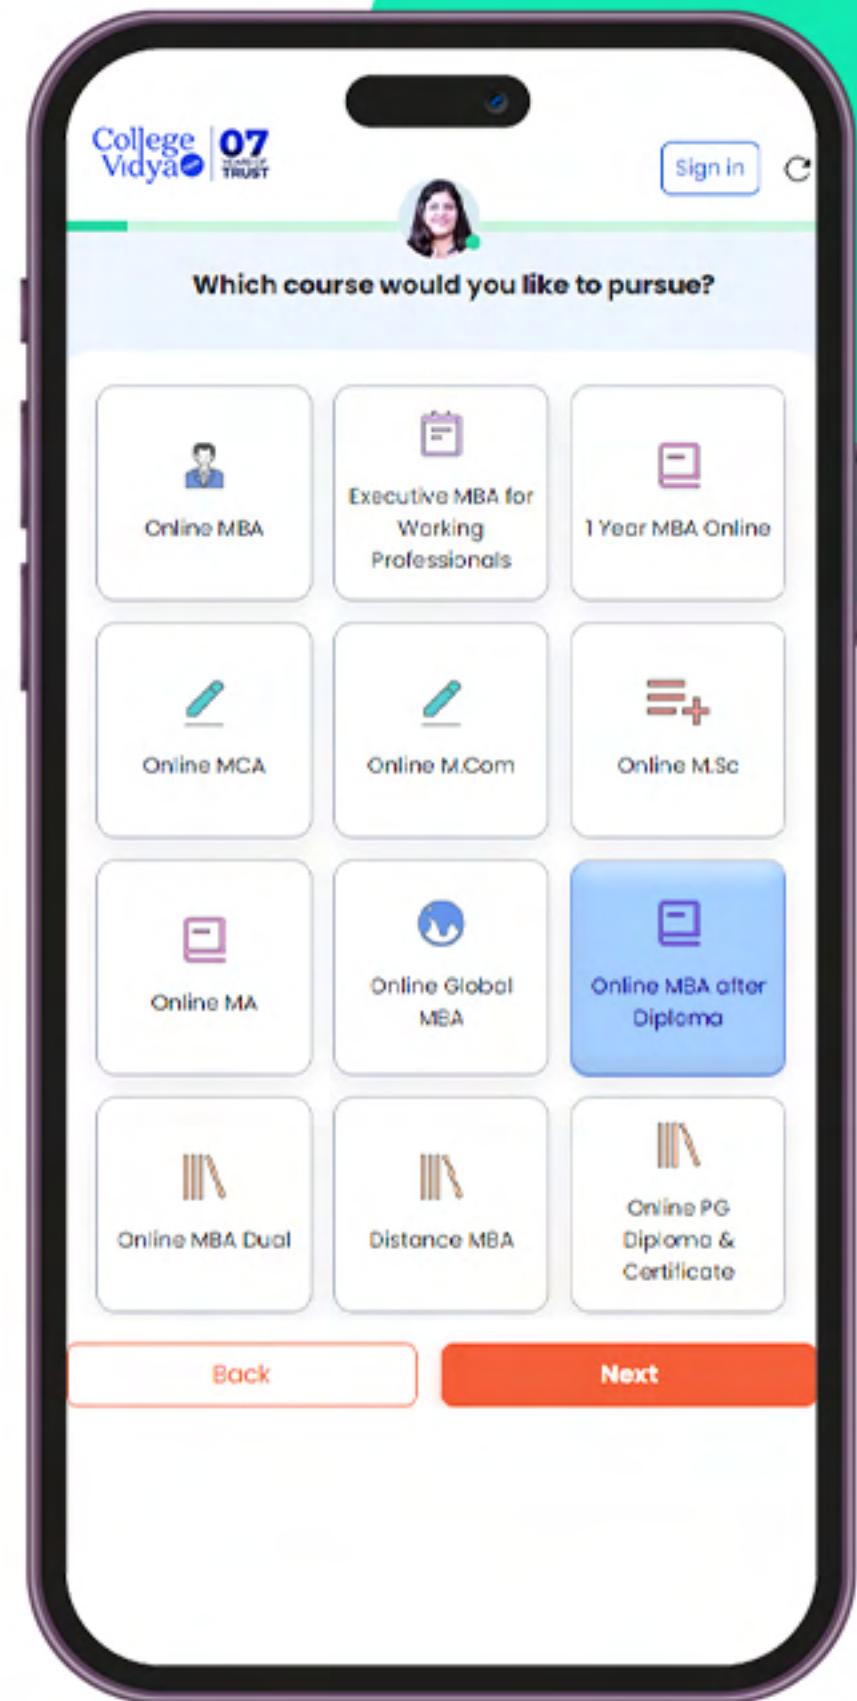 College
Vidya
07
YEARS OF
TRUST
Sign in
Which course would you like to pursue?
Online MBA
Executive MBA for
Working
Professionals
1 Year MBA Online
Online MCA
Online M.Com
Online M.Sc
Online MA
Online Global
MBA
Online MBA after
Diploma
Online MBA Dual
Distance MBA
Online PG
Diploma &
Certificate
Back
Next